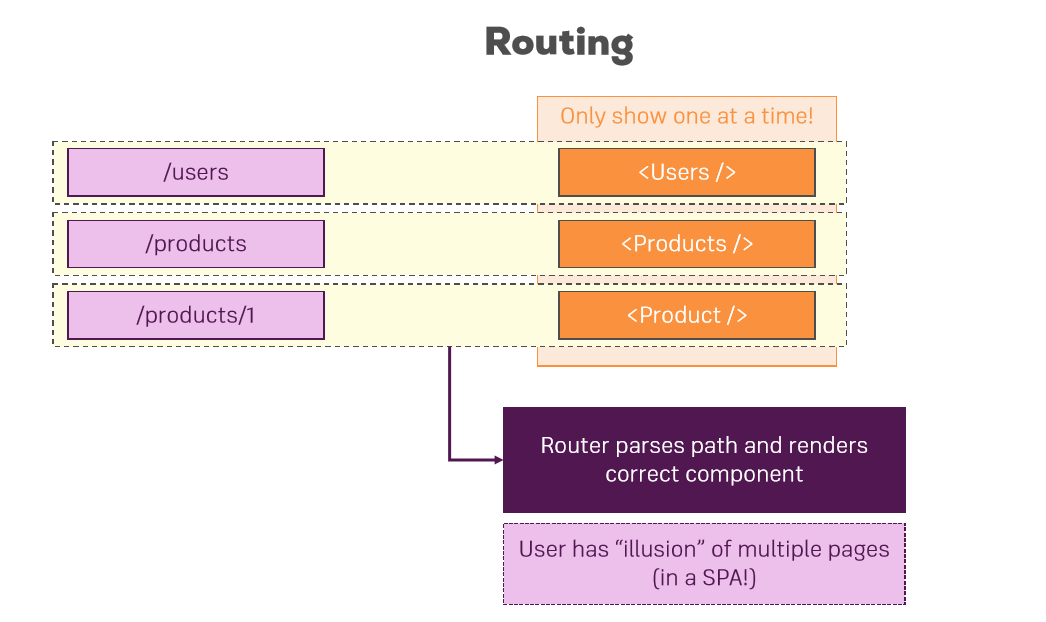 Routing
Only show one at a time!
/users
<Users />
/products
<Products />
/products/1
<Product />
Router parses path and renders
correct component
User has “illusion” of multiple pages
(in a SPA!)